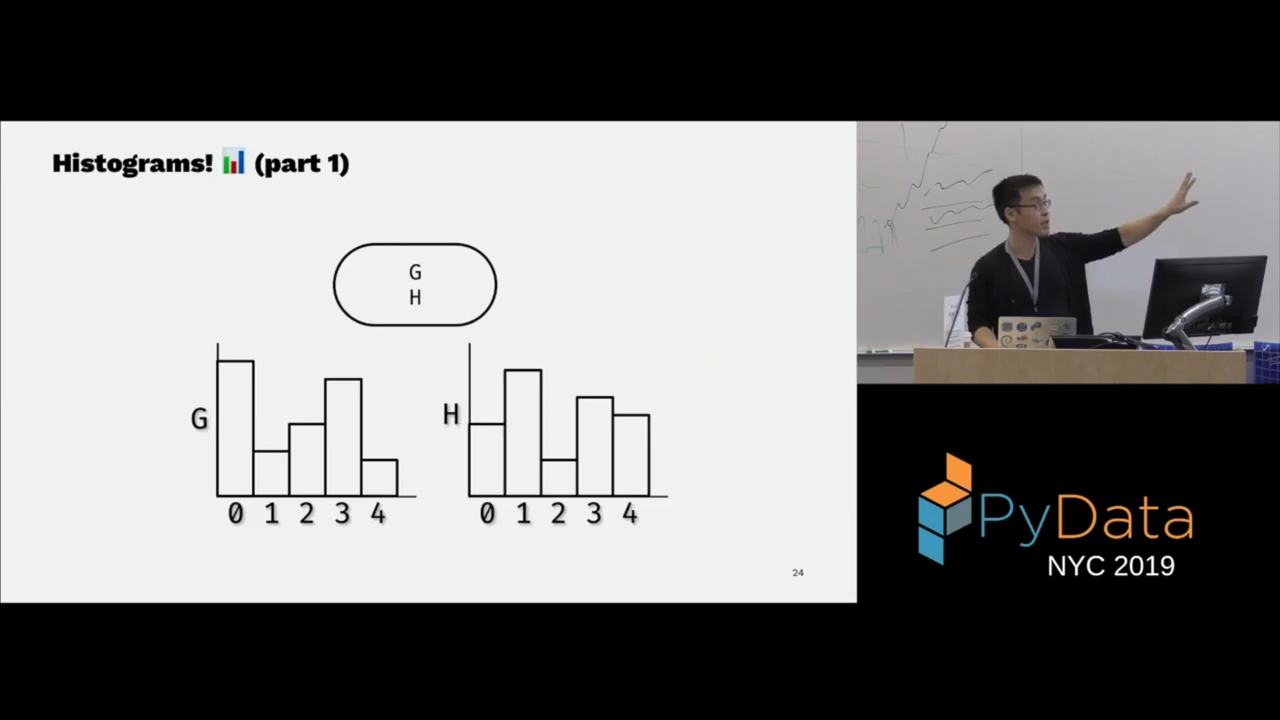 Histograms! 📊 (part 1)
G
H
G
0 1 2 3 4
H
0 1 2 3 4
24
PyData
NYC 2019